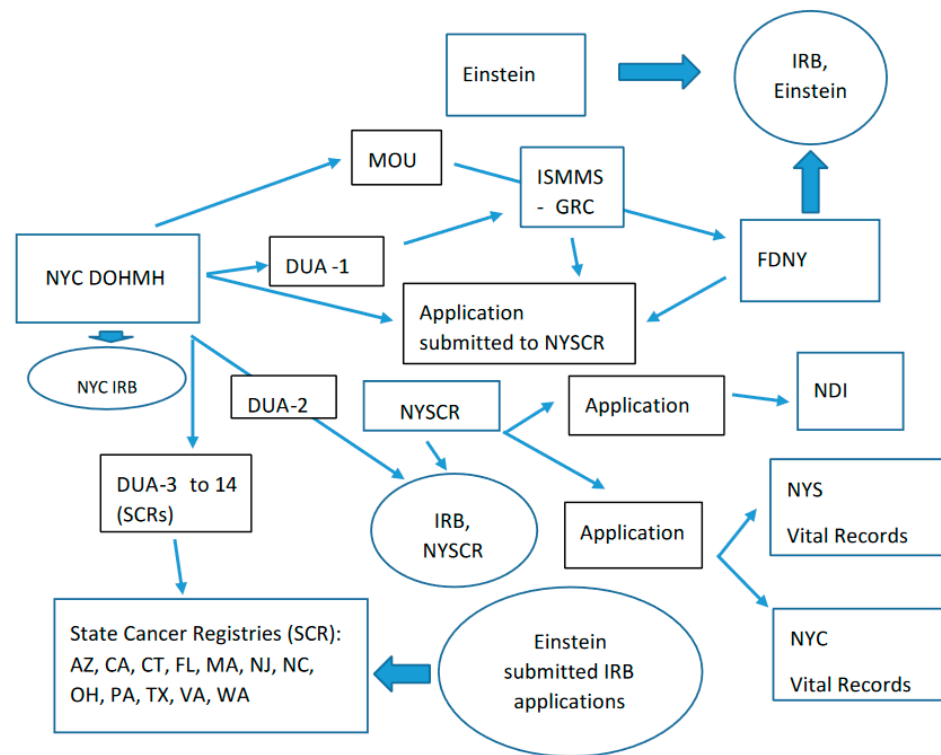 Einstein
IRB,
Einstein
MOU
ISMMS
- GRC
NYC DOHMH
DUA -1
FDNY
Application
submitted to NYSCR
NYC IRB
DUA-2
NYSCR
Application
NDI
DUA-3 to 14
(SCRs)
IRB,
NYSCR
Application
NYS
Vital Records
State Cancer Registries (SCR):
AZ, CA, CT, FL, MA, NJ, NC,
OH, PA, TX, VA, WA
Einstein
submitted IRB
applications
NYC
Vital Records